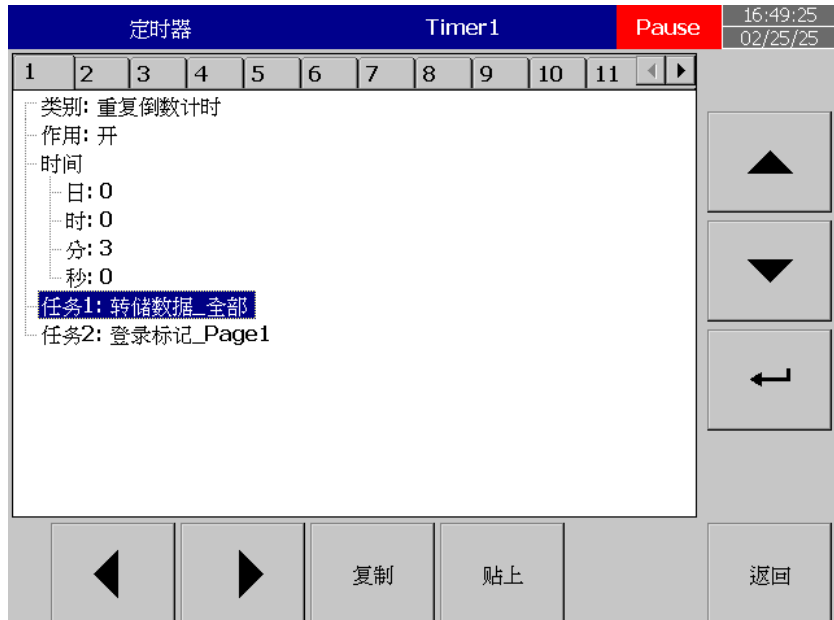 定时器 Timer1 Pause 16:49:25
02/25/25
1 2 3 4 5 6 7 8 9 10 11
类别: 重复倒数计时
作用: 开
时间
日: 0
时: 0
分: 3
秒: 0
任务1: 转储数据_全部
任务2: 登录标记_Page1
复制 贴上 返回